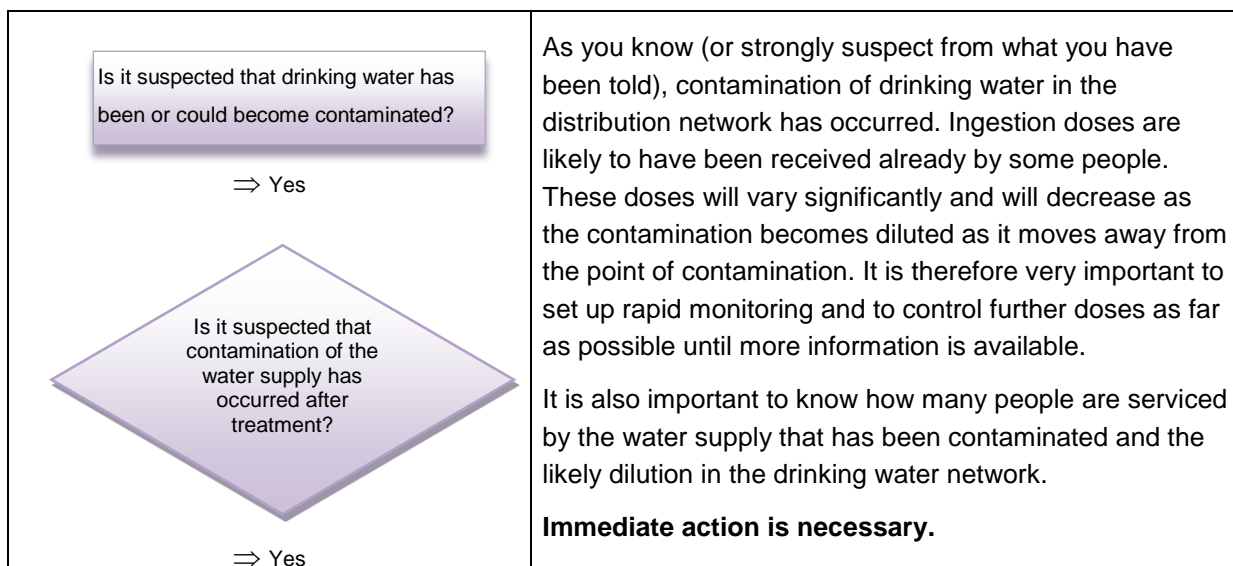 Is it suspected that drinking water has
been or could become contaminated?
⇒ Yes
Is it suspected that
contamination of the
water supply has
occurred after
treatment?
⇒ Yes
As you know (or strongly suspect from what you have
been told), contamination of drinking water in the
distribution network has occurred. Ingestion doses are
likely to have been received already by some people.
These doses will vary significantly and will decrease as
the contamination becomes diluted as it moves away from
the point of contamination. It is therefore very important to
set up rapid monitoring and to control further doses as far
as possible until more information is available.
It is also important to know how many people are serviced
by the water supply that has been contaminated and the
likely dilution in the drinking water network.
Immediate action is necessary.